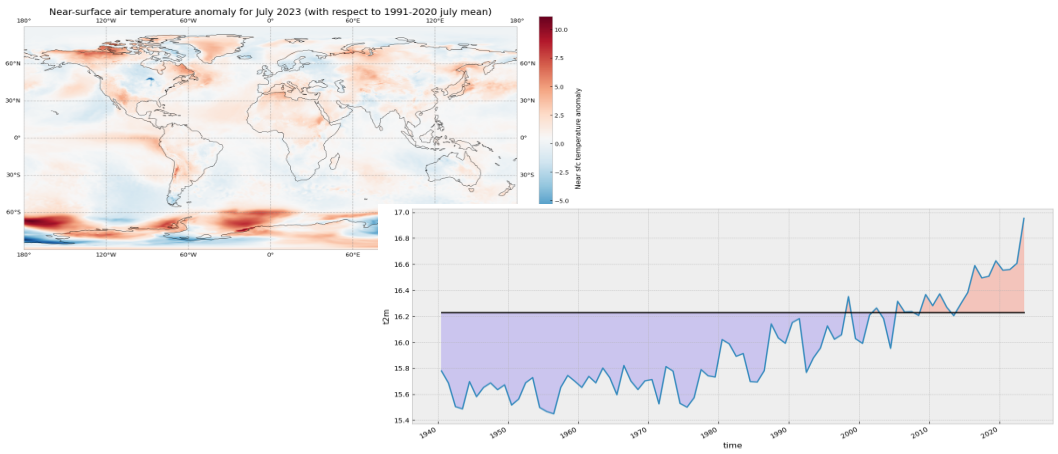 Near-surface air temperature anomaly for July 2023 (with respect to 1991-2020 july mean)
180° 120°W 60°W 0° 60°E 120°E 180°
60°N 60°N
30°N 30°N
0° 0°
30°S 30°S
60°S
180° 120°W 60°W 0° 60°E
10.0
7.5
5.0
2.5
0.0
−2.5
−5.0
Near sfc temperature anomaly
17.0
16.8
16.6
16.4
16.2
16.0
15.8
15.6
15.4
t2m
1940 1950 1960 1970 1980 1990 2000 2010 2020
time